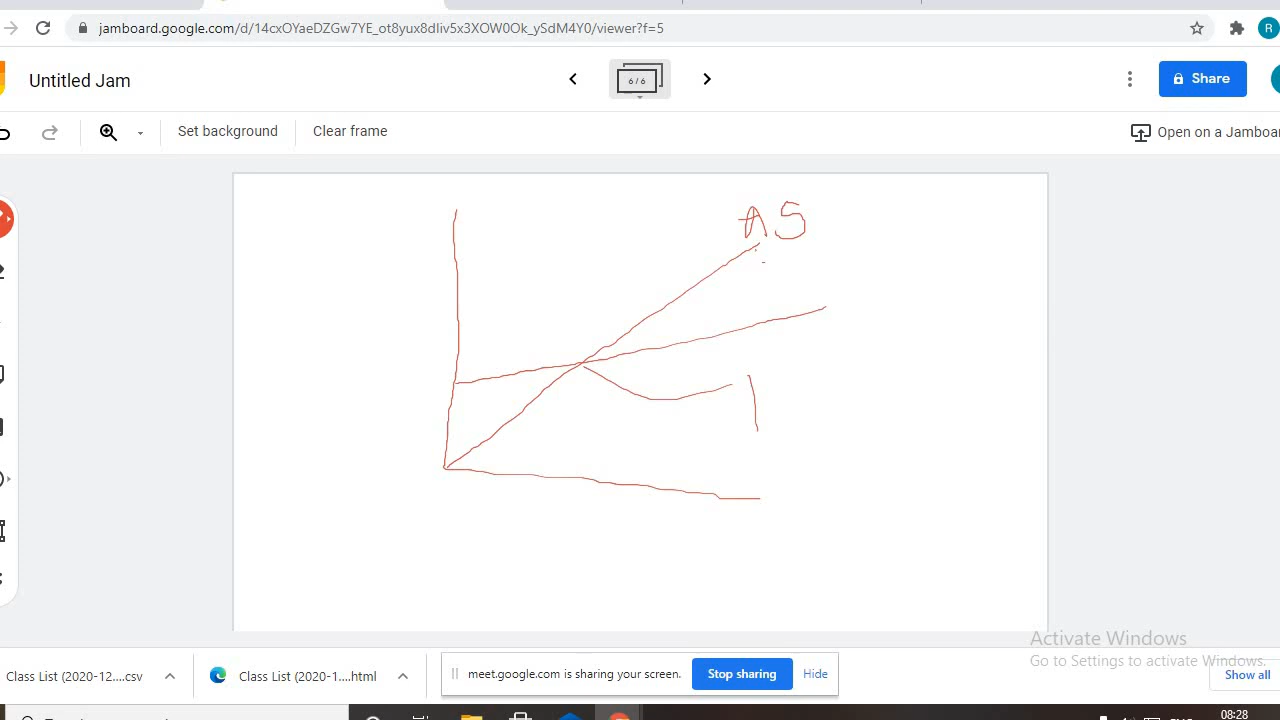 jamboard.google.com/d/14cxOYaeDZGw7YE_ot8yux8dIiv5x3XOW0Ok_ySdM4Y0/viewer?f=5
R
Untitled Jam
6 / 6
Share
Set background
Clear frame
Open on a Jamboar
AS
Activate Windows
Go to Settings to activate Windows.
Class List (2020-12....csv
Class List (2020-1....html
meet.google.com is sharing your screen.
Stop sharing
Hide
Show all
08:28